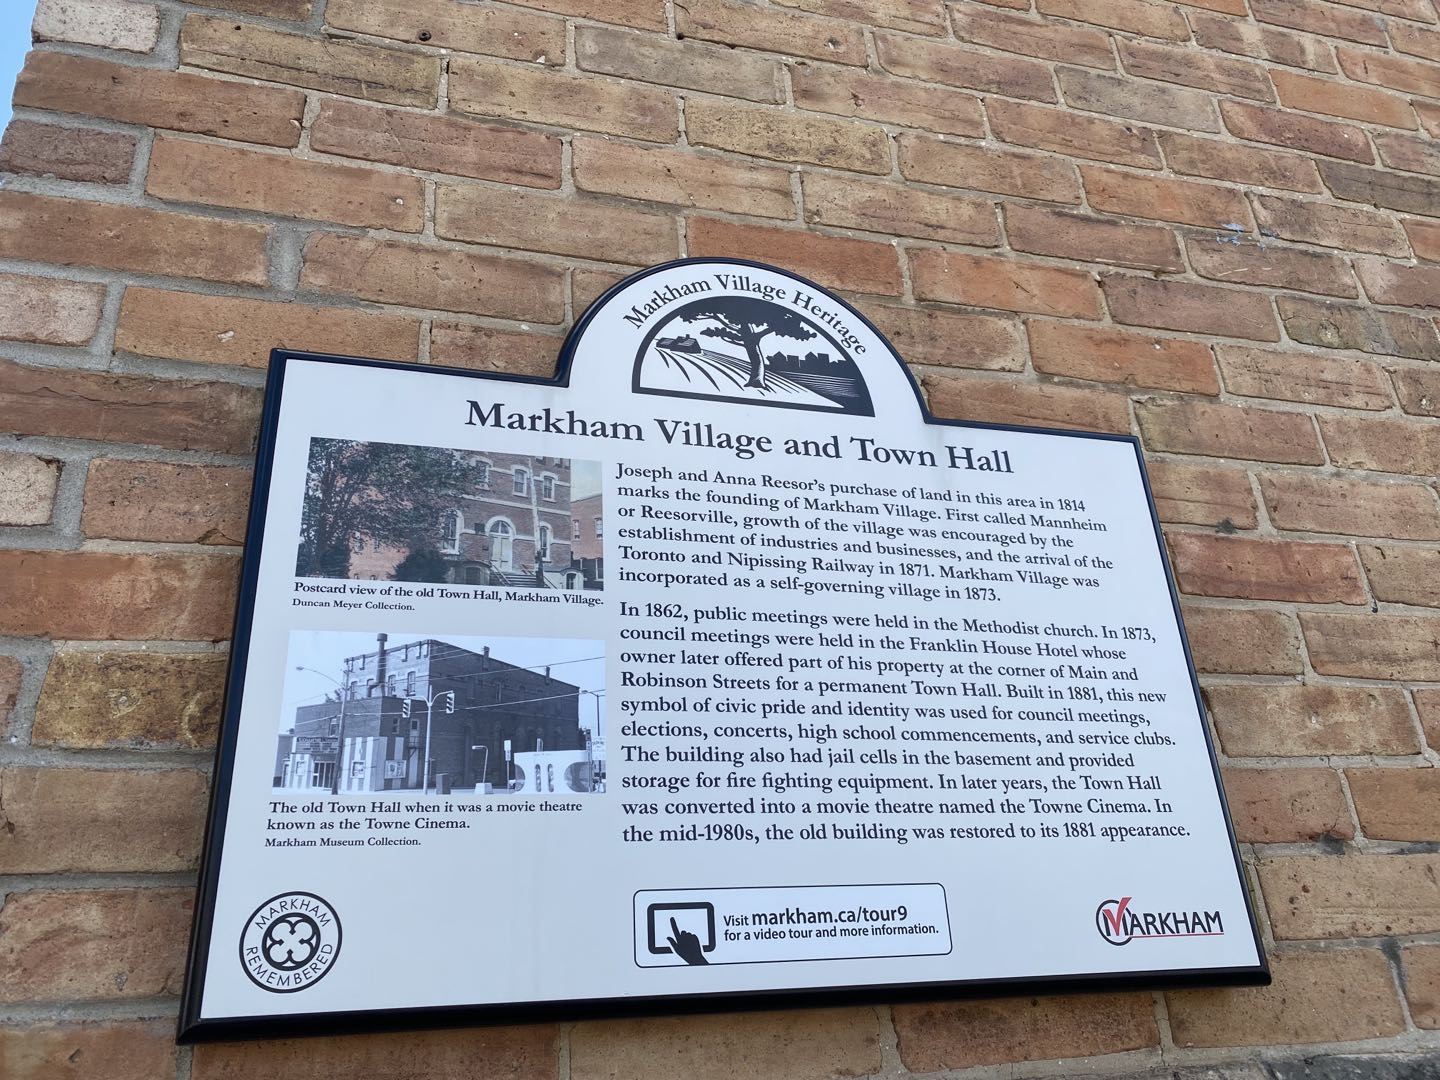 Markham Village Heritage
Markham Village and Town Hall
Postcard view of the old Town Hall, Markham Village.
Duncan Meyer Collection.
The old Town Hall when it was a movie theatre
known as the Towne Cinema.
Markham Museum Collection.
Joseph and Anna Reesor's purchase of land in this area in 1814
marks the founding of Markham Village. First called Mannheim
or Reesorville, growth of the village was encouraged by the
establishment of industries and businesses, and the arrival of the
Toronto and Nipissing Railway in 1871. Markham Village was
incorporated as a self-governing village in 1873.
In 1862, public meetings were held in the Methodist church. In 1873,
council meetings were held in the Franklin House Hotel whose
owner later offered part of his property at the corner of Main and
Robinson Streets for a permanent Town Hall. Built in 1881, this new
symbol of civic pride and identity was used for council meetings,
elections, concerts, high school commencements, and service clubs.
The building also had jail cells in the basement and provided
storage for fire fighting equipment. In later years, the Town Hall
was converted into a movie theatre named the Towne Cinema. In
the mid-1980s, the old building was restored to its 1881 appearance.
MARKHAM
REMEMBERED
Visit markham.ca/tour9
for a video tour and more information.
MARKHAM